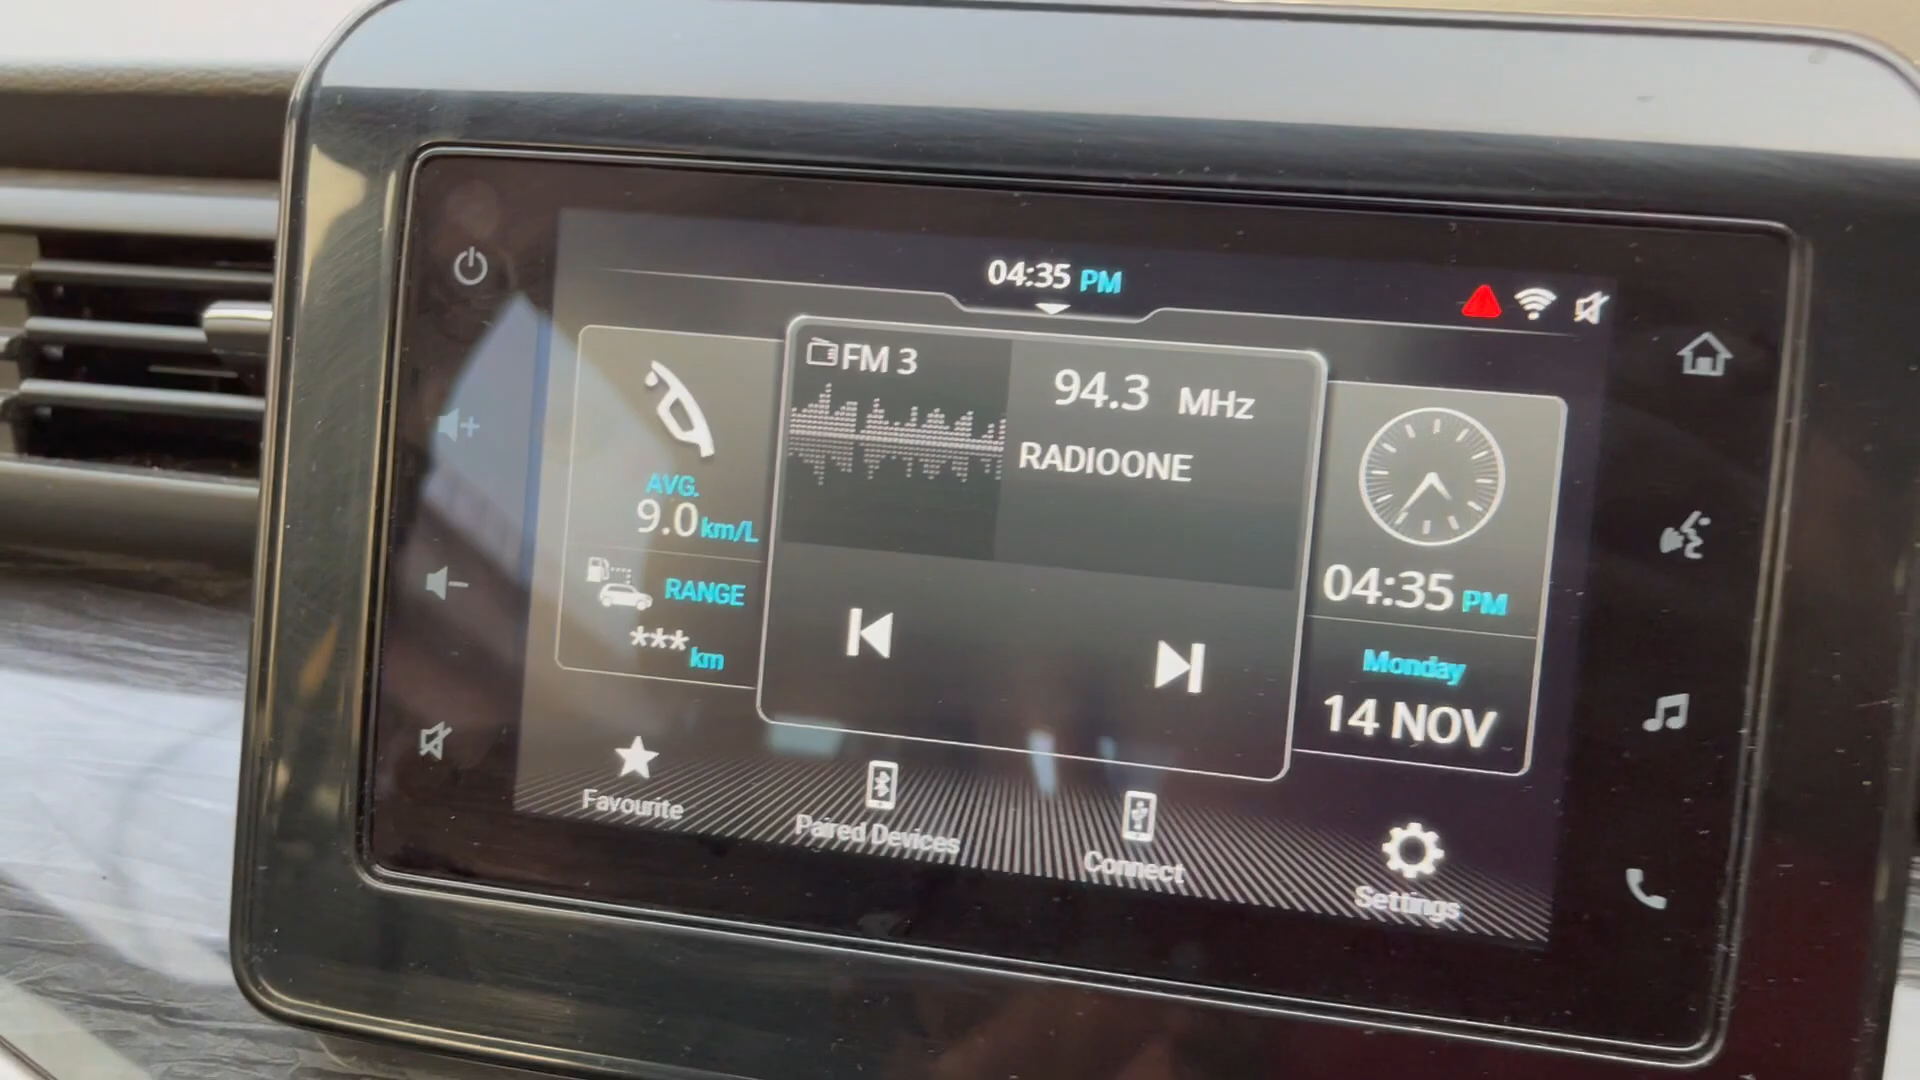 04:35 PM
AVG.
9.0 km/L
RANGE
*** km
FM 3
94.3 MHz
RADIOONE
04:35 PM
Monday
14 NOV
Favourite
Paired Devices
Connect
Settings